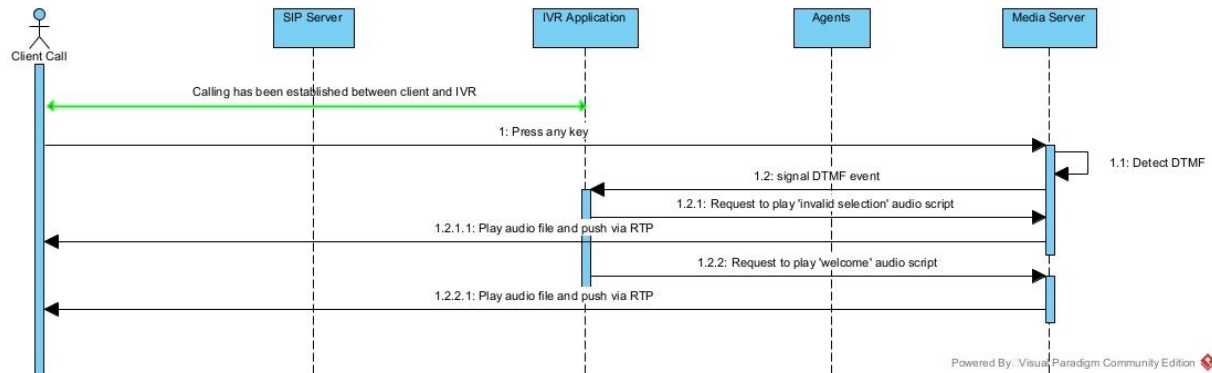 SIP Server
IVR Application
Agents
Media Server
Client Call
Calling has been established between client and IVR
1: Press any key
1.1: Detect DTMF
1.2: signal DTMF event
1.2.1: Request to play 'invalid selection' audio script
1.2.1.1: Play audio file and push via RTP
1.2.2: Request to play 'welcome' audio script
1.2.2.1: Play audio file and push via RTP
Powered By Visual Paradigm Community Edition